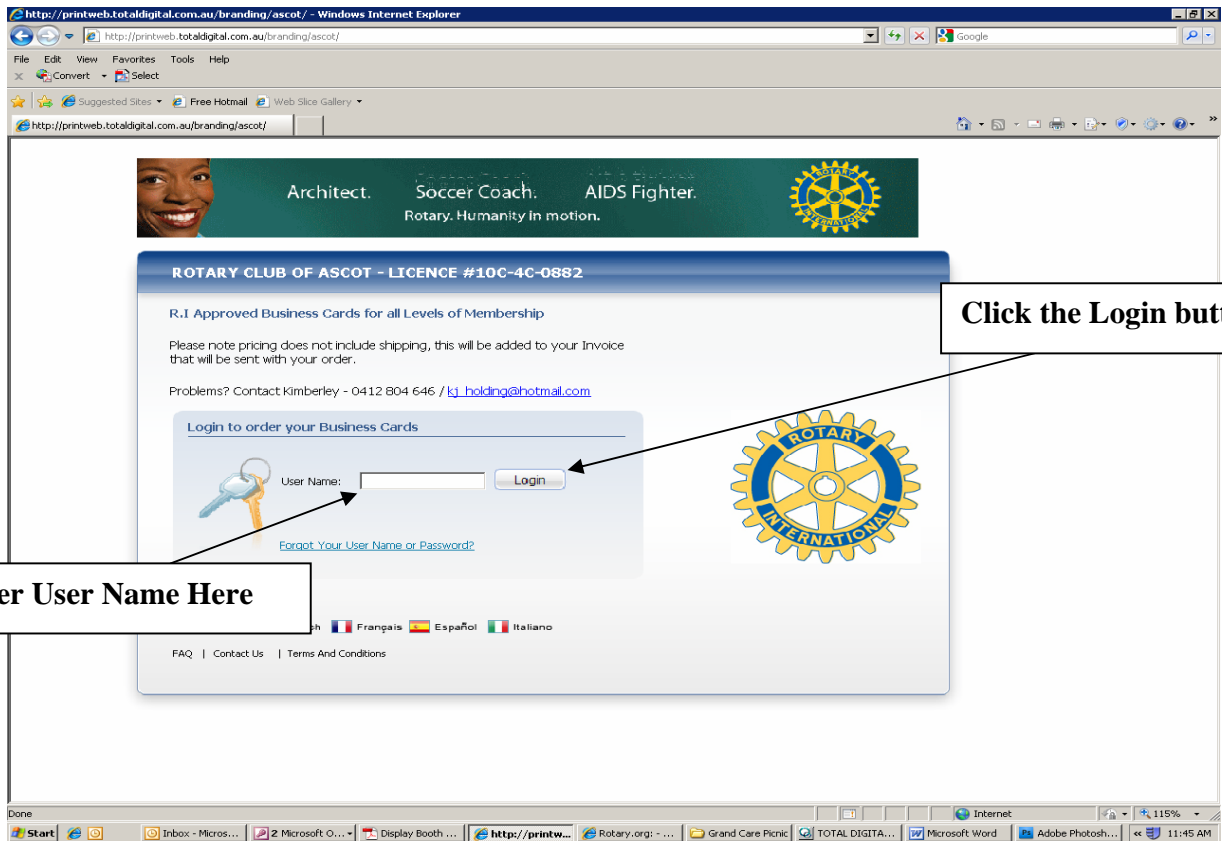 http://printweb.totaldigital.com.au/branding/ascot/ - Windows Internet Explorer
http://printweb.totaldigital.com.au/branding/ascot/
Google
File Edit View Favorites Tools Help
Convert Select
Suggested Sites Free Hotmail Web Slice Gallery
http://printweb.totaldigital.com.au/branding/ascot/
Architect. Soccer Coach. AIDS Fighter.
Rotary. Humanity in motion.
ROTARY INTERNATIONAL
ROTARY CLUB OF ASCOT - LICENCE #10C-4C-0882
R.I Approved Business Cards for all Levels of Membership
Click the Login butt
Please note pricing does not include shipping, this will be added to your Invoice
that will be sent with your order.
Problems? Contact Kimberley - 0412 804 646 / kj_holding@hotmail.com
Login to order your Business Cards
ROTARY INTERNATIONAL
User Name: Login
Forgot Your User Name or Password?
er User Name Here
sh Français Español Italiano
FAQ | Contact Us | Terms And Conditions
Done Internet 115%
Start Inbox - Micros... 2 Microsoft O... Display Booth ... http://printw... Rotary.org: - ... Grand Care Picnic TOTAL DIGITA... Microsoft Word Adobe Photosh... « 11:45 AM